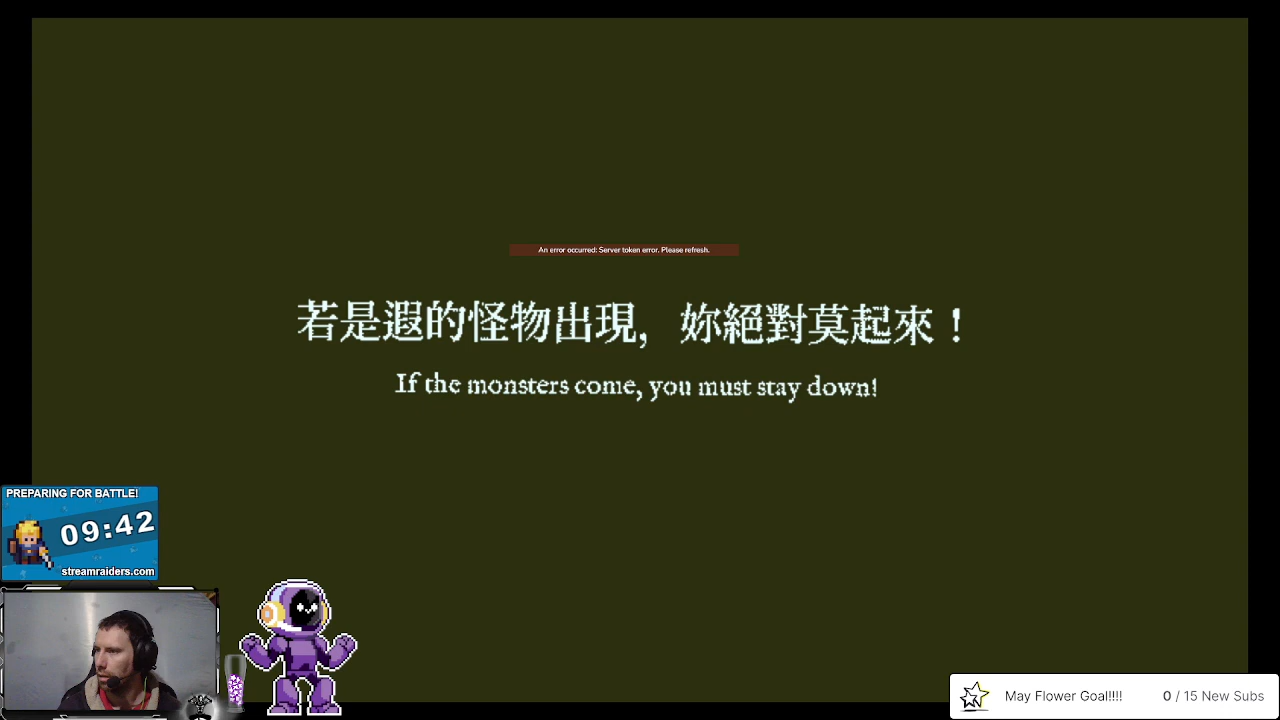 An error occurred: Server token error. Please refresh.
若是遐的怪物出現，妳絕對莫起來！
If the monsters come, you must stay down!
PREPARING FOR BATTLE!
09:42
streamraiders.com
May Flower Goal!!!! 0 / 15 New Subs